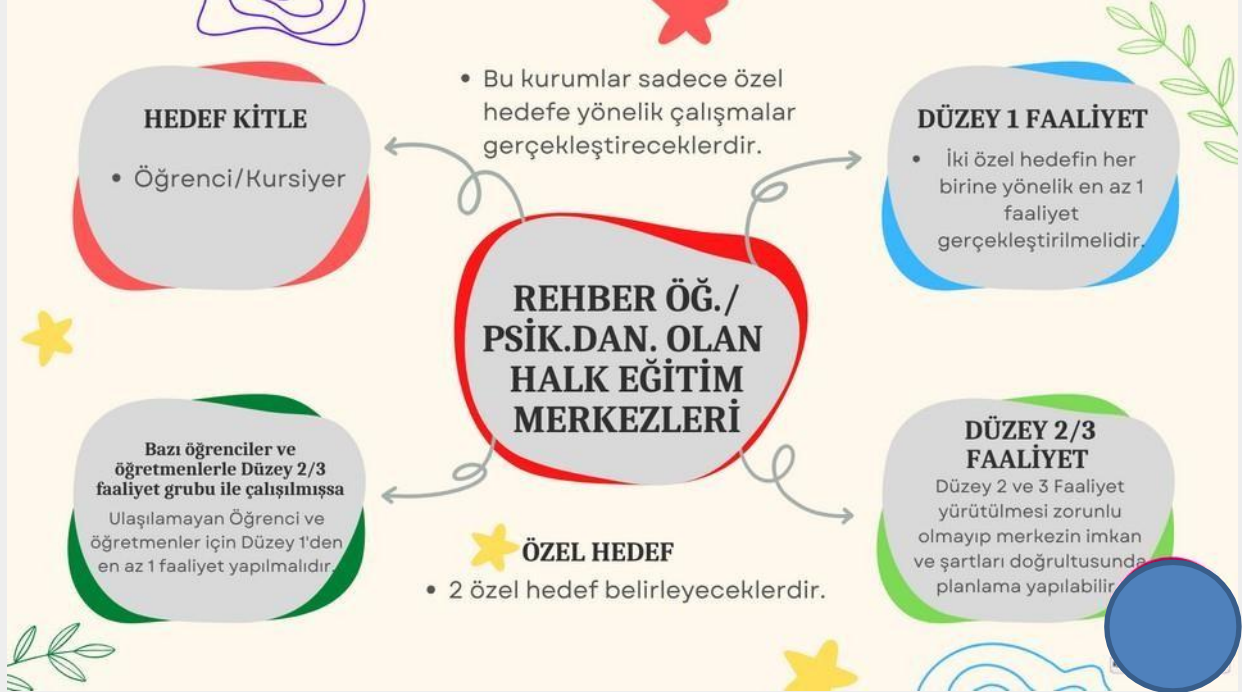 Bu kurumlar sadece özel
hedefe yönelik çalışmalar
gerçekleştireceklerdir.
HEDEF KİTLE
Öğrenci/Kursiyer
DÜZEY 1 FAALİYET
İki özel hedefin her
birine yönelik en az 1
faaliyet
gerçekleştirilmelidir.
REHBER ÖĞ./
PSİK.DAN. OLAN
HALK EĞİTİM
MERKEZLERİ
Bazı öğrenciler ve
öğretmenlerle Düzey 2/3
faaliyet grubu ile çalışılmışsa
Ulaşılamayan Öğrenci ve
öğretmenler için Düzey 1'den
en az 1 faaliyet yapılmalıdır.
DÜZEY 2/3
FAALİYET
Düzey 2 ve 3 Faaliyet
yürütülmesi zorunlu
olmayıp merkezin imkan
ve şartları doğrultusunda
planlama yapılabilir
ÖZEL HEDEF
2 özel hedef belirleyeceklerdir.